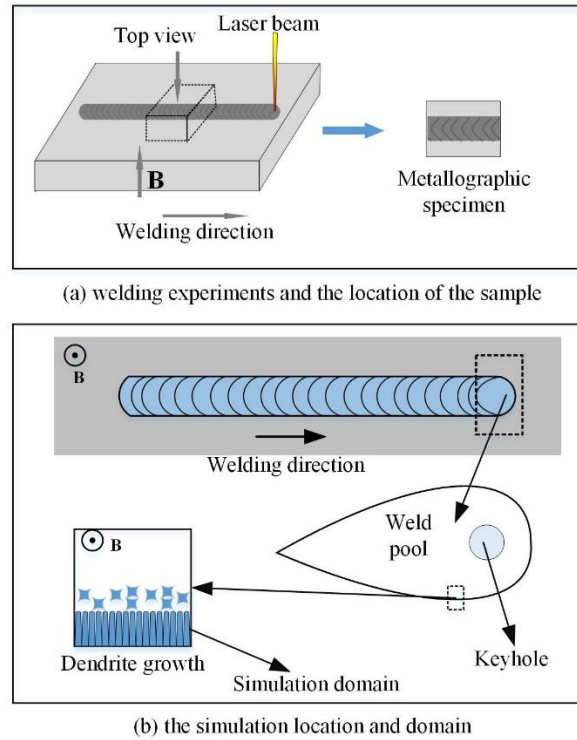 Top view
Laser beam
B
Welding direction
Metallographic
specimen
(a) welding experiments and the location of the sample
B
Welding direction
Weld
pool
B
Dendrite growth
Keyhole
Simulation domain
(b) the simulation location and domain